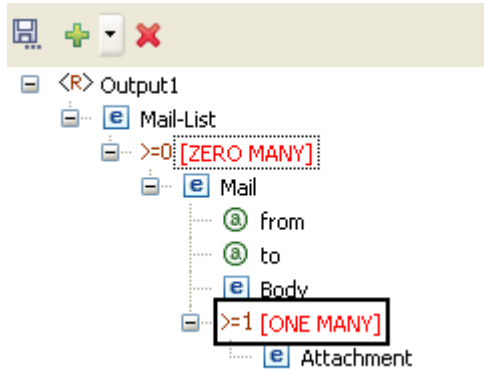 <R> Output1
e Mail-List
>=0 [ZERO MANY]
e Mail
a from
a to
e Body
>=1 [ONE MANY]
e Attachment